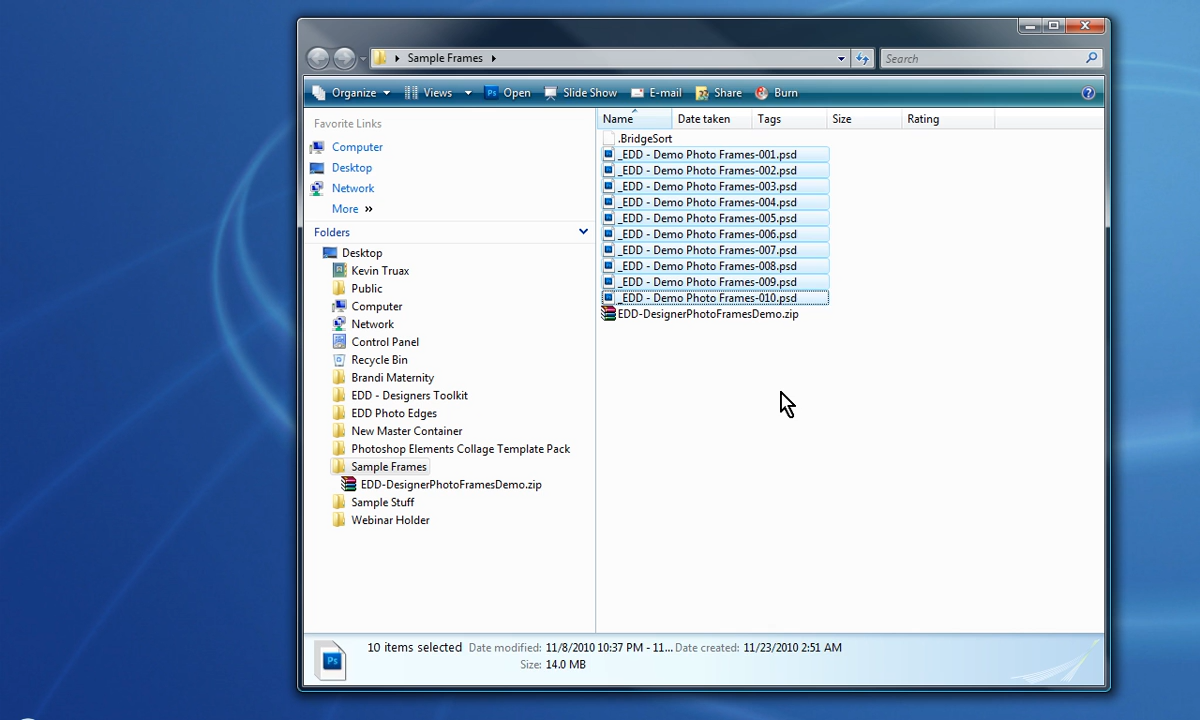 Sample Frames
Search
Organize Views Ps Open Slide Show E-mail Share Burn ?
Favorite Links
Computer
Desktop
Network
More »
Folders
Desktop
Kevin Truax
Public
Computer
Network
Control Panel
Recycle Bin
Brandi Maternity
EDD - Designers Toolkit
EDD Photo Edges
New Master Container
Photoshop Elements Collage Template Pack
Sample Frames
EDD-DesignerPhotoFramesDemo.zip
Sample Stuff
Webinar Holder
Name Date taken Tags Size Rating
.BridgeSort
_EDD - Demo Photo Frames-001.psd
_EDD - Demo Photo Frames-002.psd
_EDD - Demo Photo Frames-003.psd
_EDD - Demo Photo Frames-004.psd
_EDD - Demo Photo Frames-005.psd
_EDD - Demo Photo Frames-006.psd
_EDD - Demo Photo Frames-007.psd
_EDD - Demo Photo Frames-008.psd
_EDD - Demo Photo Frames-009.psd
_EDD - Demo Photo Frames-010.psd
EDD-DesignerPhotoFramesDemo.zip
Ps
10 items selected Date modified: 11/8/2010 10:37 PM - 11... Date created: 11/23/2010 2:51 AM
Size: 14.0 MB